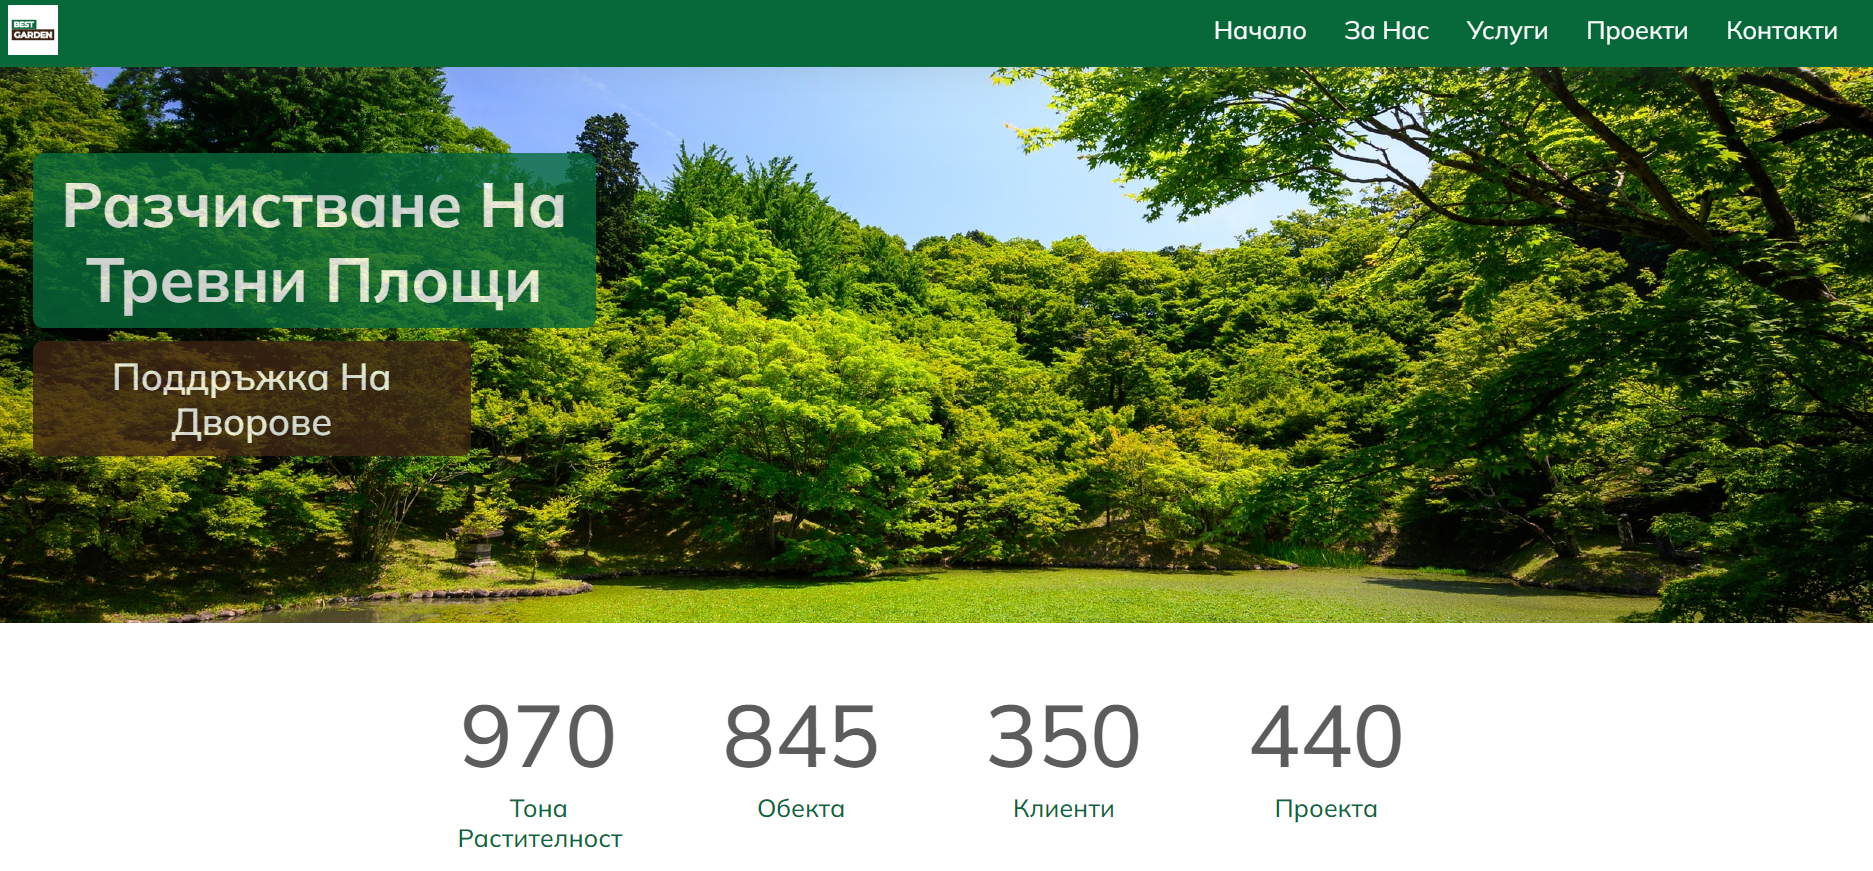 BEST
GARDEN
Начало За Нас Услуги Проекти Контакти
Разчистване На
Тревни Площи
Поддръжка На
Дворове
970 845 350 440
Тона Обекта Клиенти Проекта
Растителност